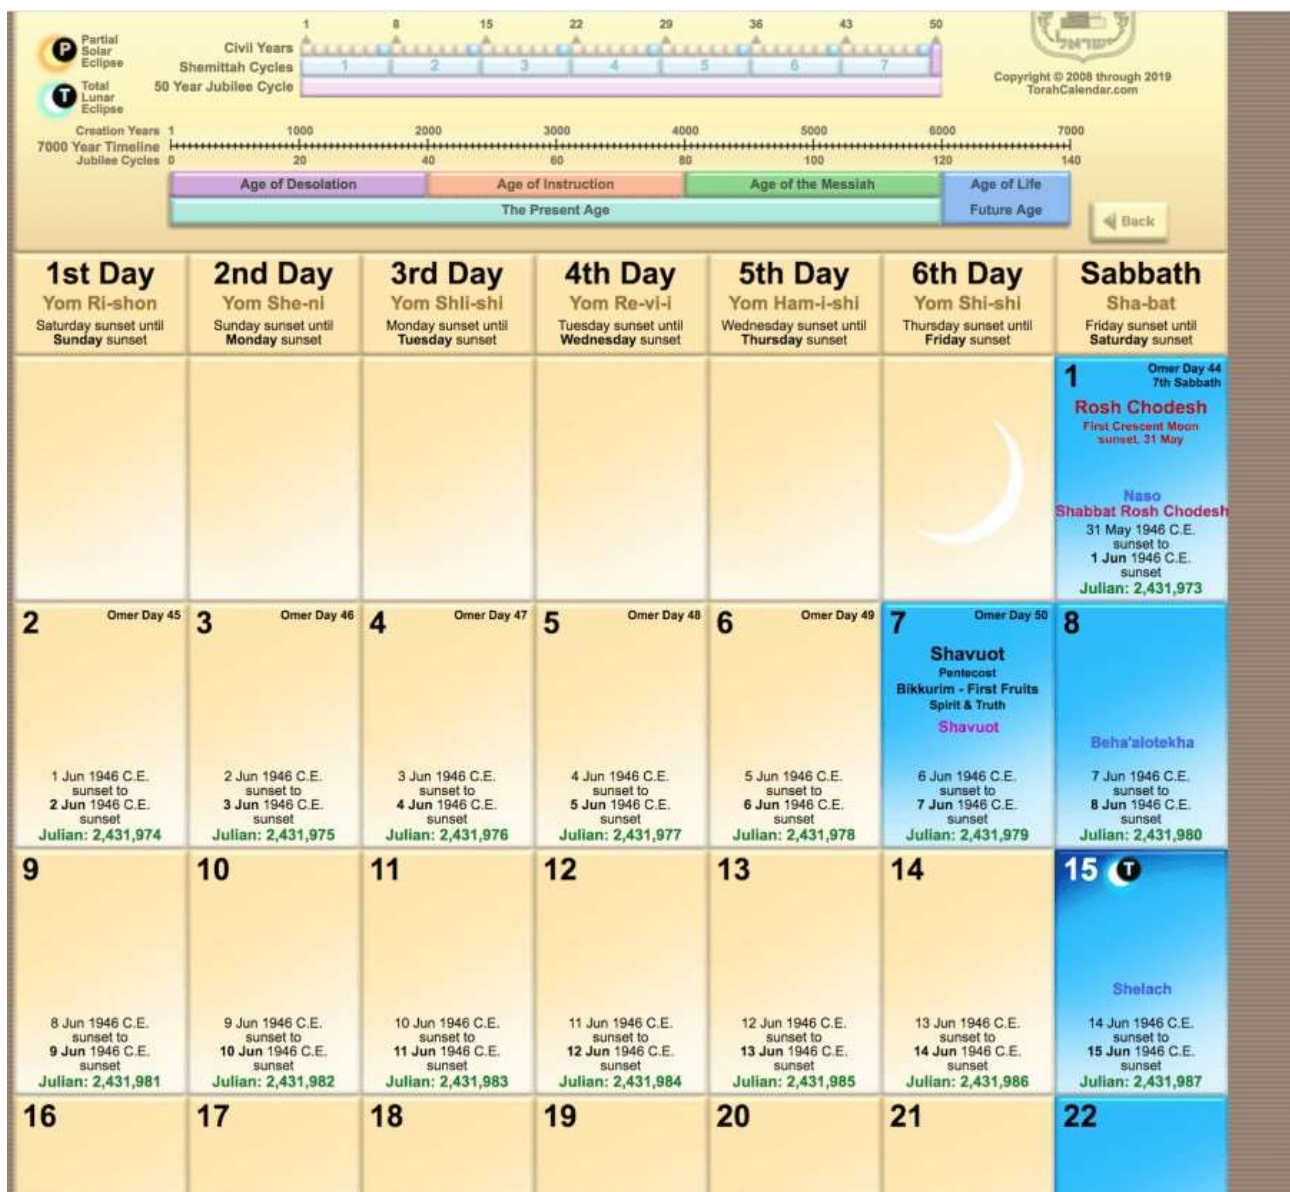 Partial
Solar
Eclipse
Total
Lunar
Eclipse
1 8 15 22 29 36 43 50
Civil Years
Shemittah Cycles 1 2 3 4 5 6 7
50 Year Jubilee Cycle
ישראל
Copyright © 2008 through 2019
TorahCalendar.com
Creation Years 1 1000 2000 3000 4000 5000 6000 7000
7000 Year Timeline
Jubilee Cycles 0 20 40 60 80 100 120 140
Age of Desolation Age of Instruction Age of the Messiah Age of Life
The Present Age Future Age
Back
1st Day 2nd Day 3rd Day 4th Day 5th Day 6th Day Sabbath
Yom Ri-shon Yom She-ni Yom Shli-shi Yom Re-vi-i Yom Ham-i-shi Yom Shi-shi Sha-bat
Saturday sunset until Sunday sunset until Monday sunset until Tuesday sunset until Wednesday sunset until Thursday sunset until Friday sunset until
Sunday sunset Monday sunset Tuesday sunset Wednesday sunset Thursday sunset Friday sunset Saturday sunset
1 Omer Day 44
7th Sabbath
Rosh Chodesh
First Crescent Moon
sunset, 31 May
Naso
Shabbat Rosh Chodesh
31 May 1946 C.E.
sunset to
1 Jun 1946 C.E.
sunset
Julian: 2,431,973
2 Omer Day 45 3 Omer Day 46 4 Omer Day 47 5 Omer Day 48 6 Omer Day 49 7 Omer Day 50 8
Shavuot
Pentecost
Bikkurim - First Fruits
Spirit & Truth
Shavuot
Beha'alotekha
1 Jun 1946 C.E. 2 Jun 1946 C.E. 3 Jun 1946 C.E. 4 Jun 1946 C.E. 5 Jun 1946 C.E. 6 Jun 1946 C.E. 7 Jun 1946 C.E.
sunset to sunset to sunset to sunset to sunset to sunset to sunset to
2 Jun 1946 C.E. 3 Jun 1946 C.E. 4 Jun 1946 C.E. 5 Jun 1946 C.E. 6 Jun 1946 C.E. 7 Jun 1946 C.E. 8 Jun 1946 C.E.
sunset sunset sunset sunset sunset sunset sunset
Julian: 2,431,974 Julian: 2,431,975 Julian: 2,431,976 Julian: 2,431,977 Julian: 2,431,978 Julian: 2,431,979 Julian: 2,431,980
9 10 11 12 13 14 15 T
Shelach
8 Jun 1946 C.E. 9 Jun 1946 C.E. 10 Jun 1946 C.E. 11 Jun 1946 C.E. 12 Jun 1946 C.E. 13 Jun 1946 C.E. 14 Jun 1946 C.E.
sunset to sunset to sunset to sunset to sunset to sunset to sunset to
9 Jun 1946 C.E. 10 Jun 1946 C.E. 11 Jun 1946 C.E. 12 Jun 1946 C.E. 13 Jun 1946 C.E. 14 Jun 1946 C.E. 15 Jun 1946 C.E.
sunset sunset sunset sunset sunset sunset sunset
Julian: 2,431,981 Julian: 2,431,982 Julian: 2,431,983 Julian: 2,431,984 Julian: 2,431,985 Julian: 2,431,986 Julian: 2,431,987
16 17 18 19 20 21 22